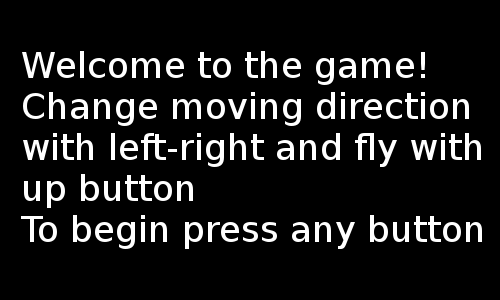 Welcome to the game!
Change moving direction
with left-right and fly with
up button
To begin press any button